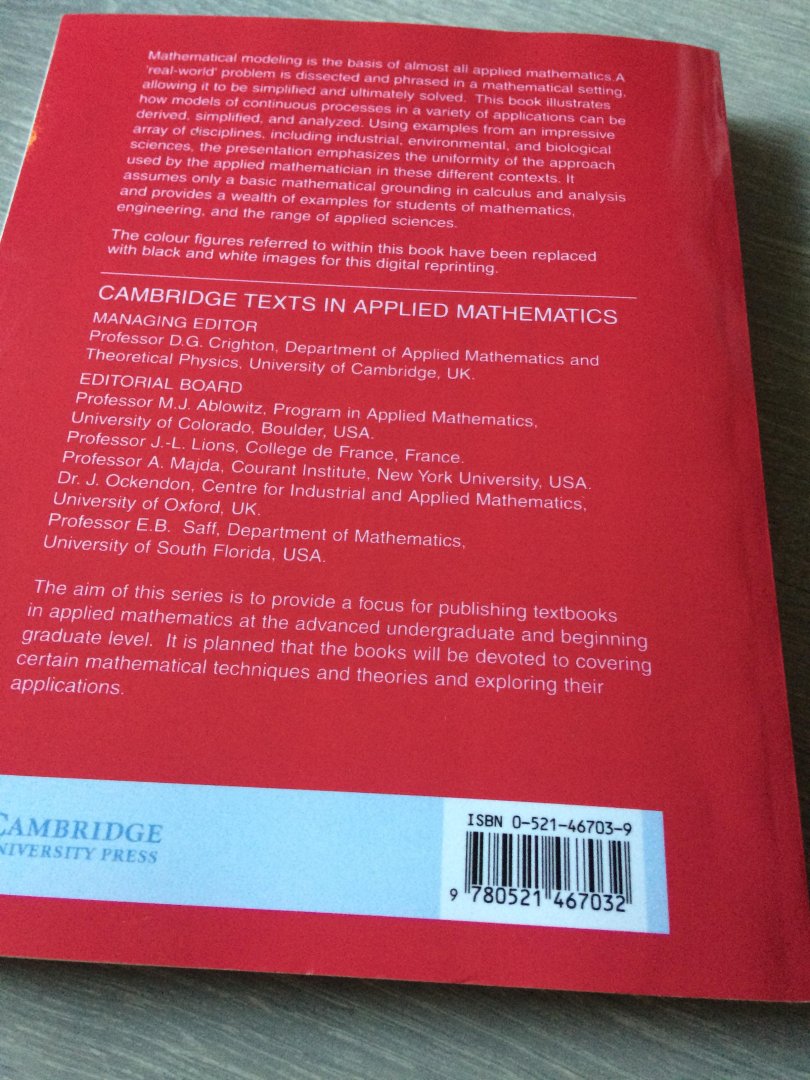 Mathematical modeling is the basis of almost all applied mathematics.A
'real-world' problem is dissected and phrased in a mathematical setting,
allowing it to be simplified and ultimately solved. This book illustrates
how models of continuous processes in a variety of applications can be
derived, simplified, and analyzed. Using examples from an impressive
array of disciplines, including industrial, environmental, and biological
sciences, the presentation emphasizes the uniformity of the approach
used by the applied mathematician in these different contexts. It
assumes only a basic mathematical grounding in calculus and analysis
and provides a wealth of examples for students of mathematics,
engineering, and the range of applied sciences.
The colour figures referred to within this book have been replaced
with black and white images for this digital reprinting.
CAMBRIDGE TEXTS IN APPLIED MATHEMATICS
MANAGING EDITOR
Professor D.G. Crighton, Department of Applied Mathematics and
Theoretical Physics, University of Cambridge, UK.
EDITORIAL BOARD
Professor M.J. Ablowitz, Program in Applied Mathematics,
University of Colorado, Boulder, USA.
Professor J.-L. Lions, College de France, France.
Professor A. Majda, Courant Institute, New York University, USA.
Dr. J. Ockendon, Centre for Industrial and Applied Mathematics,
University of Oxford, UK.
Professor E.B. Saff, Department of Mathematics,
University of South Florida, USA.
The aim of this series is to provide a focus for publishing textbooks
in applied mathematics at the advanced undergraduate and beginning
graduate level. It is planned that the books will be devoted to covering
certain mathematical techniques and theories and exploring their
applications.
CAMBRIDGE
UNIVERSITY PRESS
ISBN 0-521-46703-9
9 780521 467032